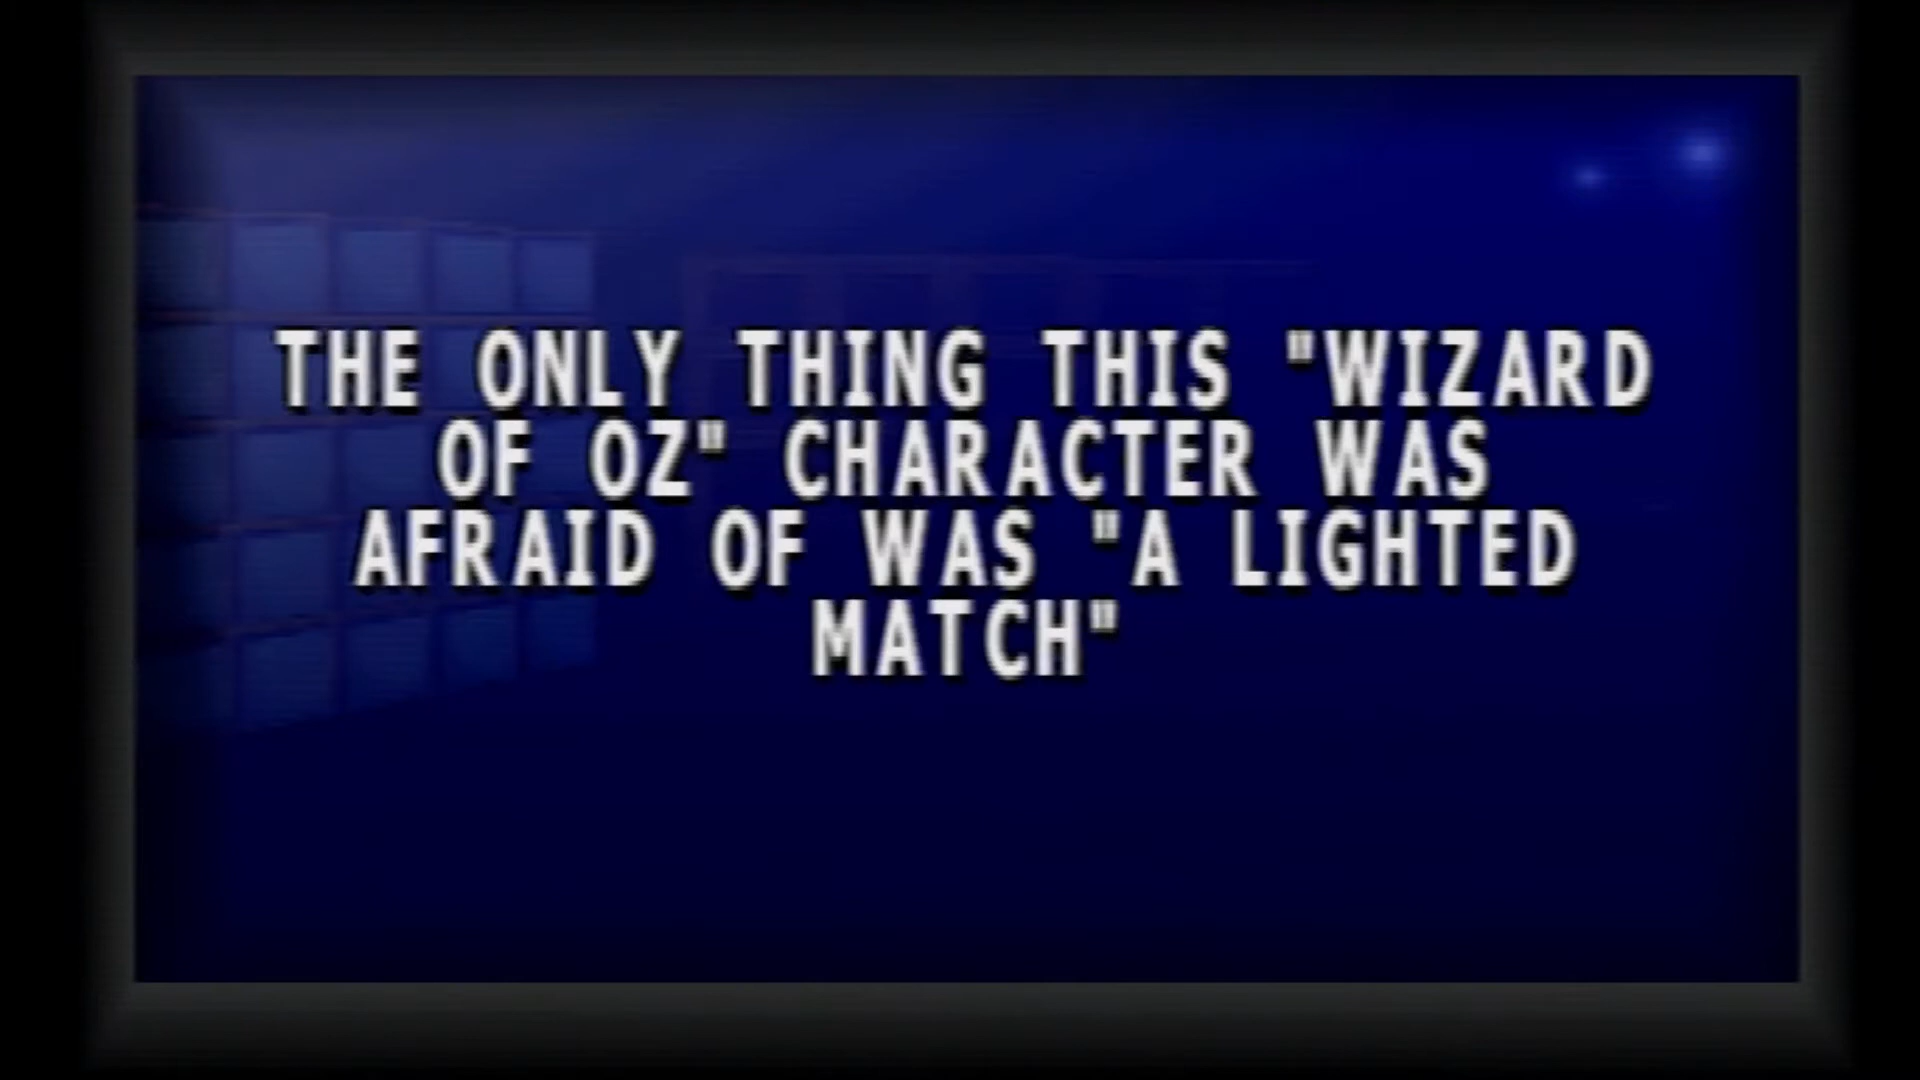 THE ONLY THING THIS "WIZARD
OF OZ" CHARACTER WAS
AFRAID OF WAS "A LIGHTED
MATCH"